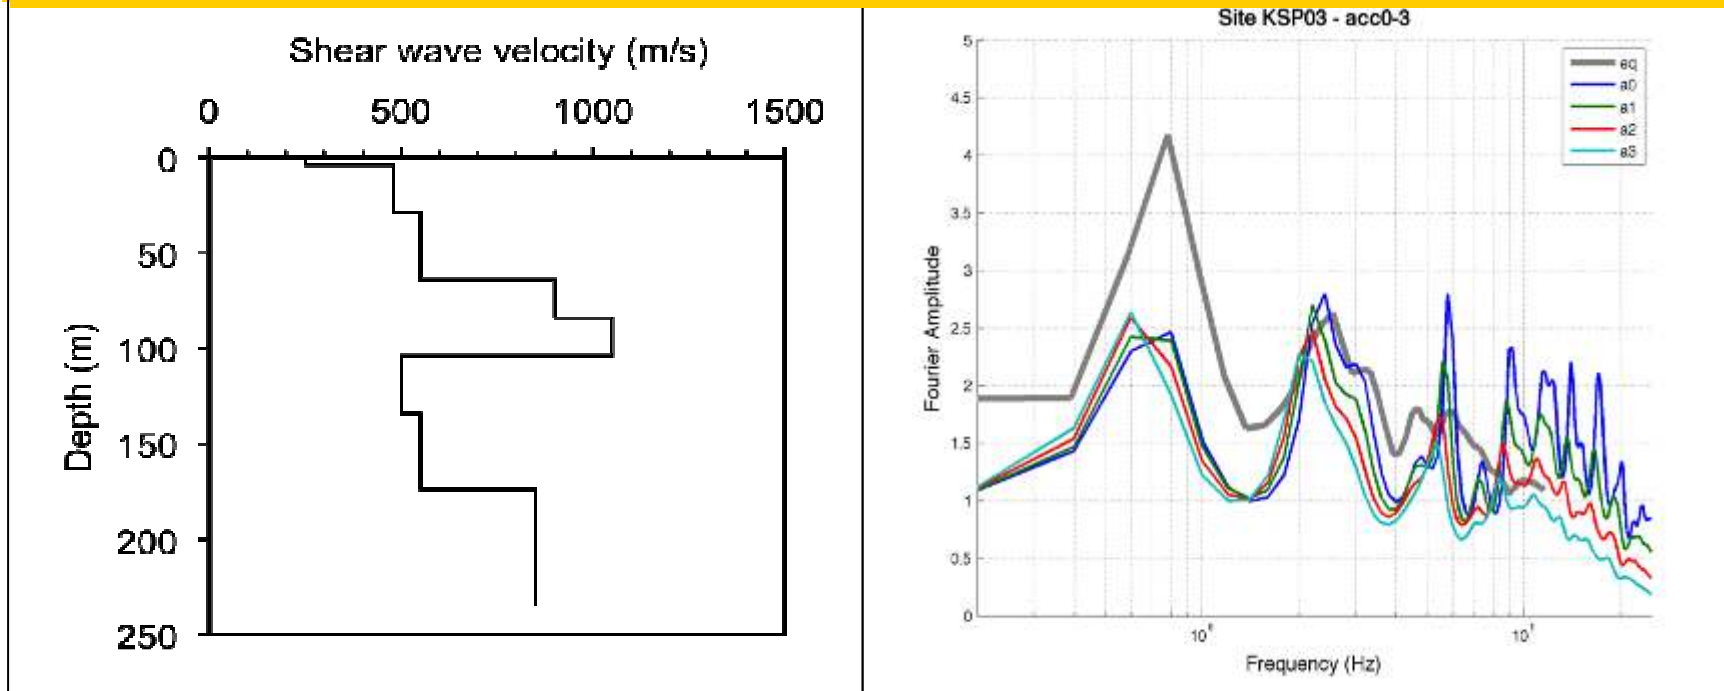 Shear wave velocity (m/s)
0 500 1000 1500
0
50
100
150
200
250
Depth (m)
Site KSP03 - acc0-3
5
4.5
4
3.5
3
2.5
2
1.5
1
0.5
0
Fourier Amplitude
eq
a0
a1
a2
a3
10⁰ 10¹
Frequency (Hz)